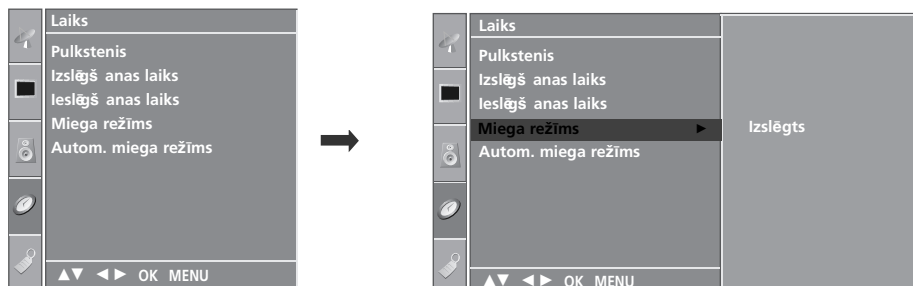 Laiks
Pulkstenis
Izslēgš anas laiks
Ieslēgš anas laiks
Miega režīms
Autom. miega režīms
▲▼ ◄► OK MENU
Laiks
Pulkstenis
Izslēgš anas laiks
Ieslēgš anas laiks
Miega režīms ►
Izslēgts
Autom. miega režīms
▲▼ ◄► OK MENU